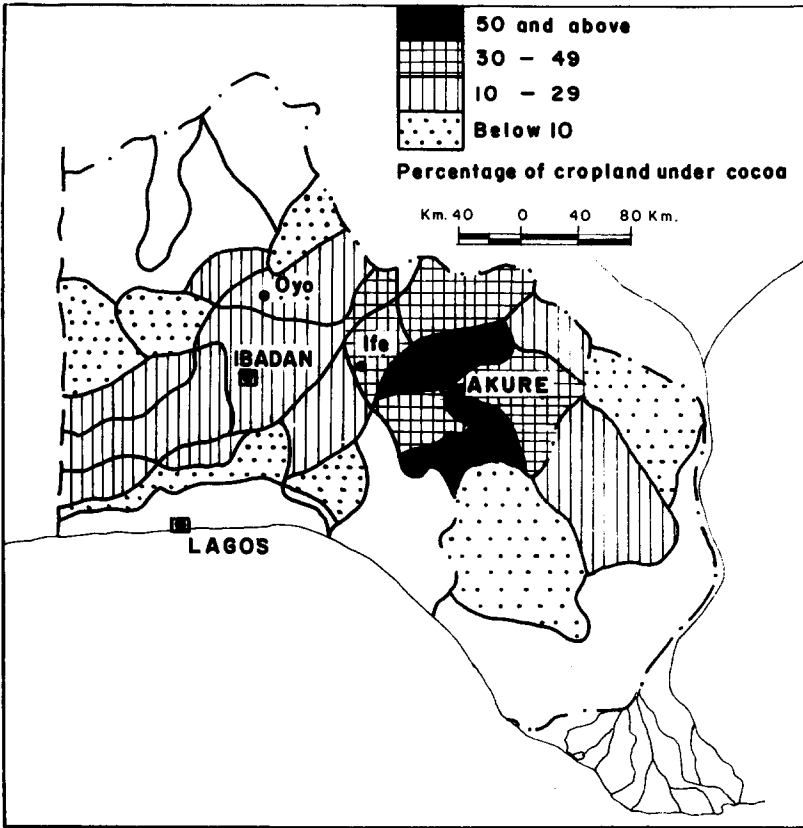 50 and above
30 - 49
10 - 29
Below 10
Percentage of cropland under cocoa
Km. 40 0 40 80 Km.
Oyo
Ife
IBADAN
AKURE
LAGOS